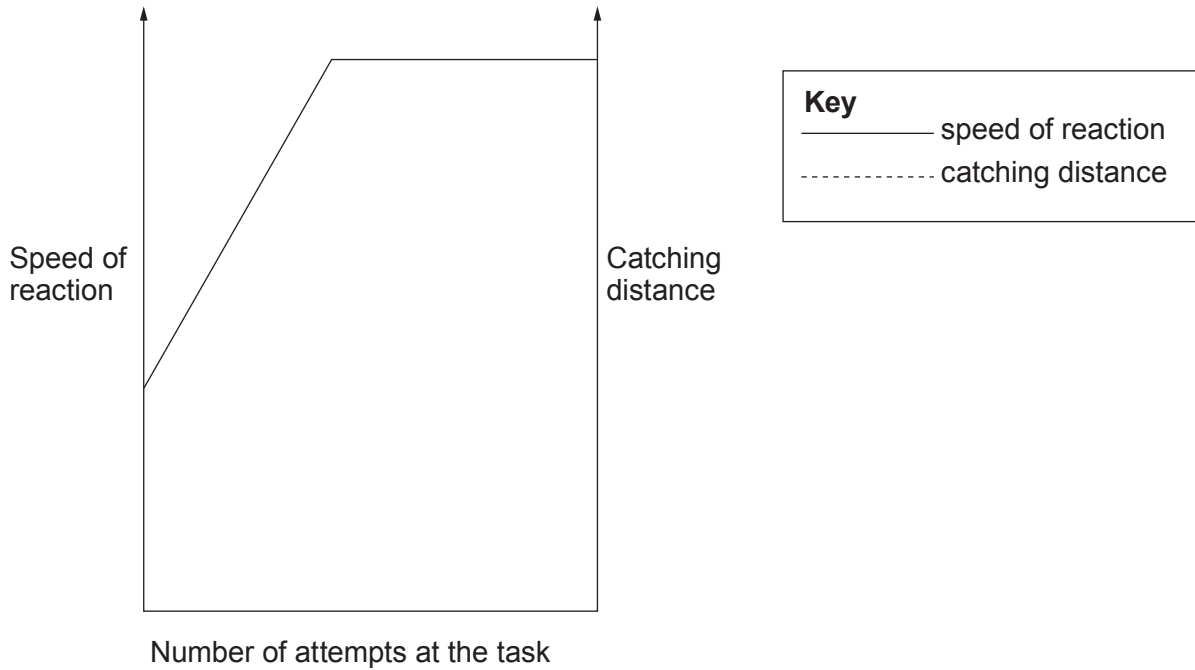 Speed of
reaction
Catching
distance
Number of attempts at the task
Key
speed of reaction
catching distance